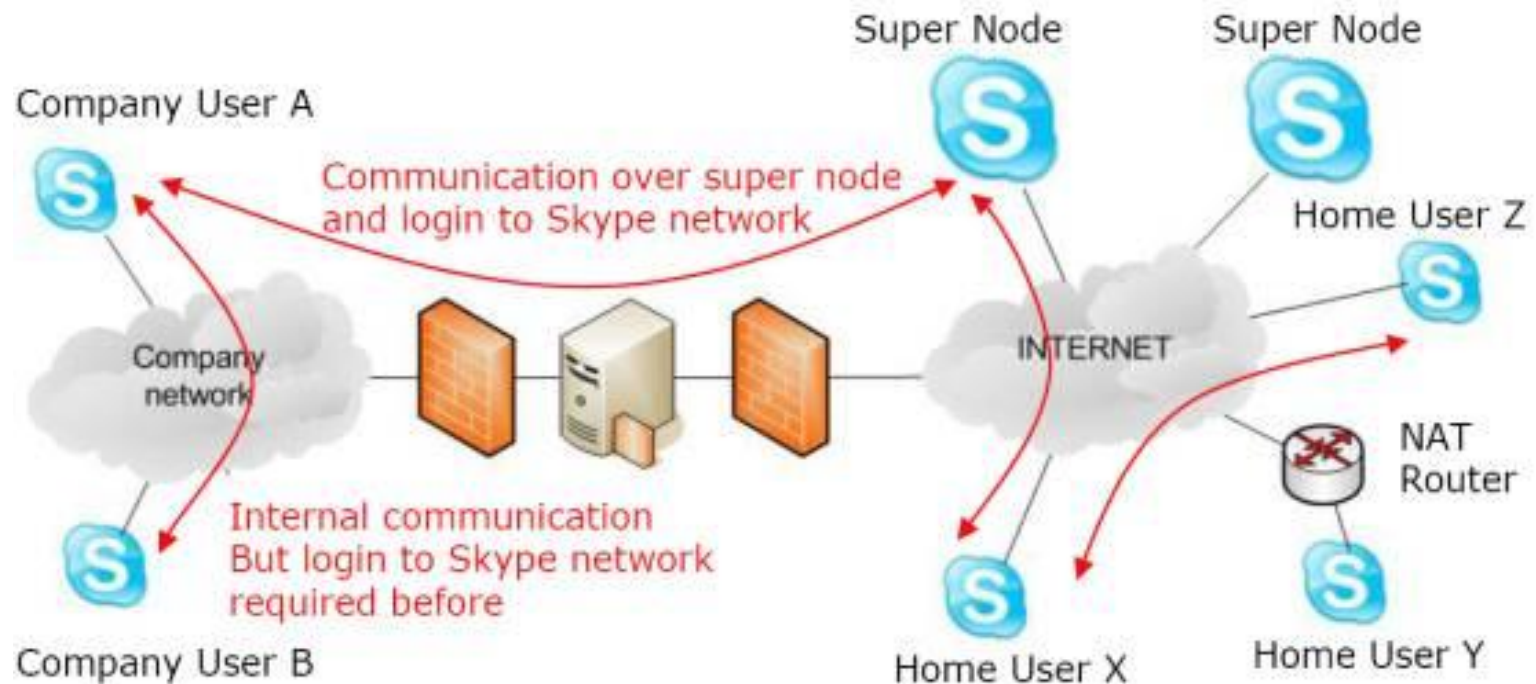 Super Node
Super Node
Company User A
S
S
S
Communication over super node
and login to Skype network
Home User Z
S
Company
network
INTERNET
NAT
Router
Internal communication
But login to Skype network
required before
S
S
S
Company User B
Home User X
Home User Y